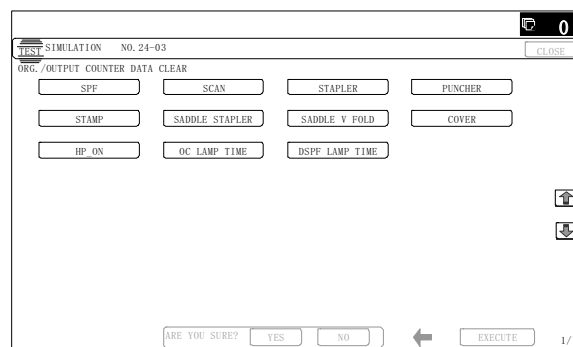 0
TEST SIMULATION NO. 24-03
CLOSE
ORG./OUTPUT COUNTER DATA CLEAR
SPF SCAN STAPLER PUNCHER
STAMP SADDLE STAPLER SADDLE V FOLD COVER
HP_ON OC LAMP TIME DSPF LAMP TIME
ARE YOU SURE? YES NO EXECUTE 1/